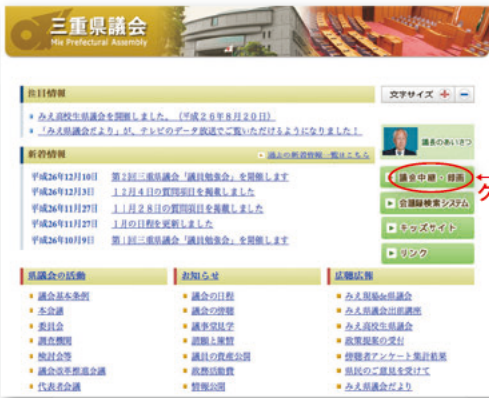 三重県議会
Mie Prefectural Assembly
注目情報
文字サイズ + −
みえ高校生県議会を開催しました。（平成26年8月20日）
「みえ県議会だより」が、テレビのデータ放送でご覧いただけるようになりました！
議長のあいさつ
新着情報
過去の新着情報一覧はこちら
平成26年12月10日 第2回三重県議会「議員勉強会」を開催します
平成26年12月3日 12月4日の質問項目を掲載しました
平成26年11月27日 11月28日の質問項目を掲載しました
平成26年11月27日 1月の日程を更新しました
平成26年10月9日 第1回三重県議会「議員勉強会」を開催します
議会中継・録画
ク
会議録検索システム
キッズサイト
リンク
県議会の活動
議会基本条例
本会議
委員会
調査機関
検討会等
議会改革推進会議
代表者会議
お知らせ
議会の日程
議会の傍聴
議事堂見学
請願と陳情
議員の資産公開
政務活動費
情報公開
広聴広報
みえ現場de県議会
みえ県議会出前講座
みえ高校生県議会
政策提案の受付
傍聴者アンケート集計結果
県民のご意見を受けて
みえ県議会だより